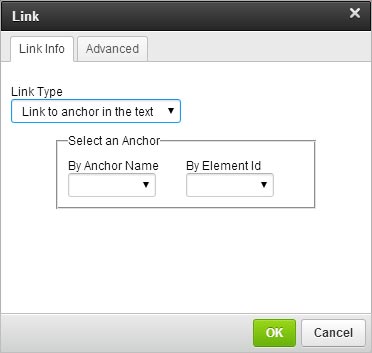 Link
Link Info Advanced
Link Type
Link to anchor in the text
Select an Anchor
By Anchor Name By Element Id
OK Cancel